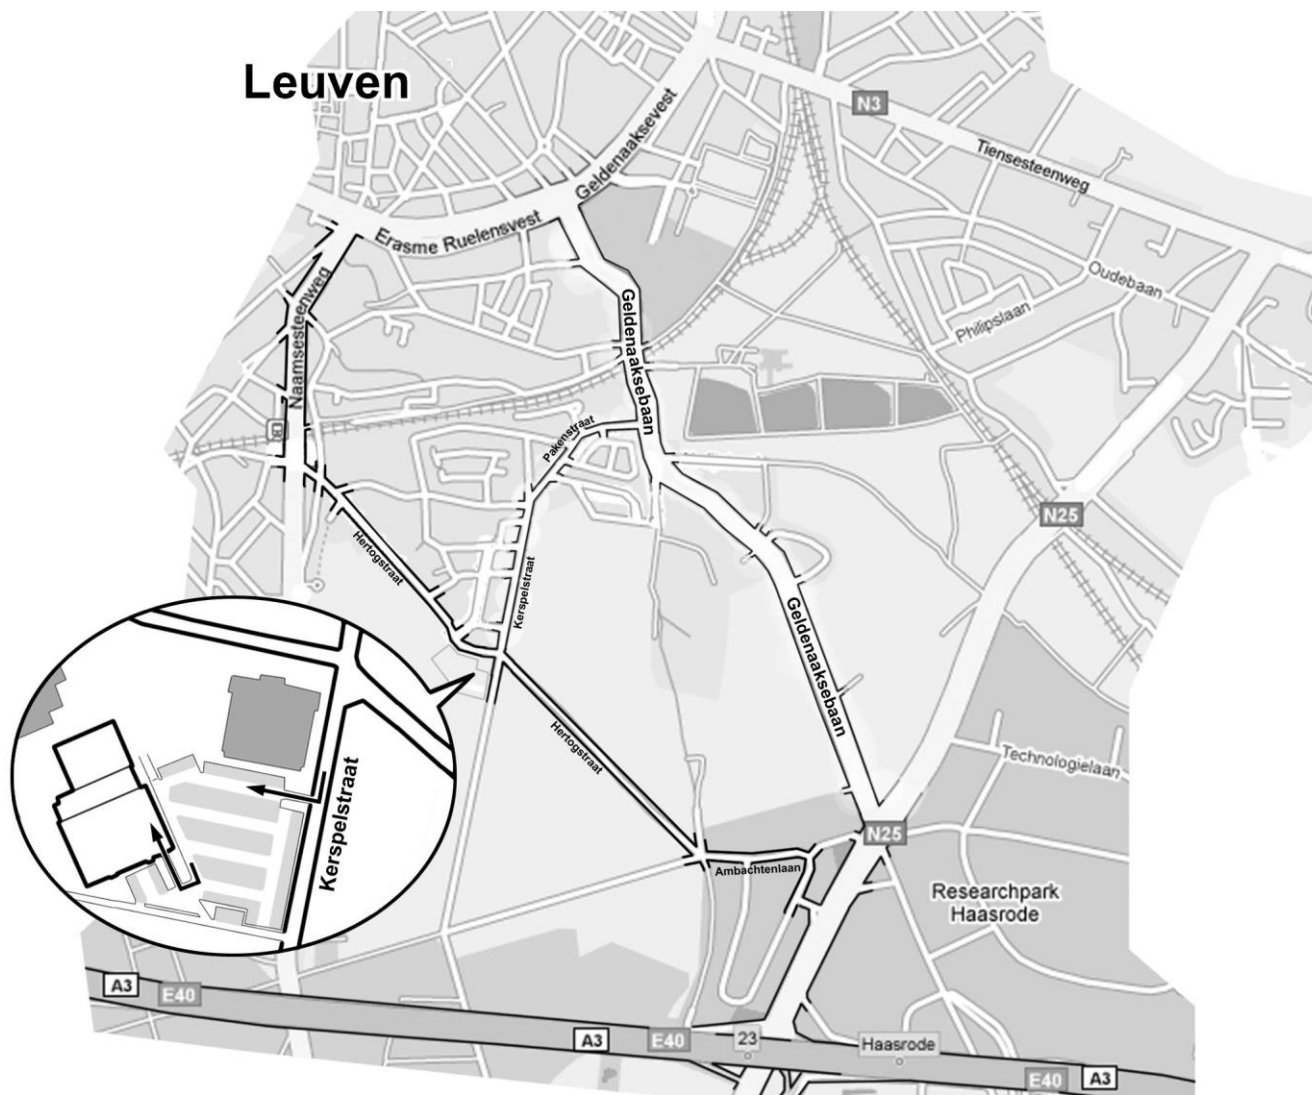 Leuven
N3
Geldenaaksevest
Tiensesteenweg
Erasme Ruelensvest
Oudebaan
Naamsesteenweg
Philipslaan
Geldenaaksebaan
Pakenstraat
N25
Hertogstraat
Kerspelstraat
Geldenaaksebaan
Hertogstraat
Technologielaan
Kerspelstraat
N25
Ambachtenlaan
Researchpark
Haasrode
A3
E40
A3
E40
23
Haasrode
E40
A3